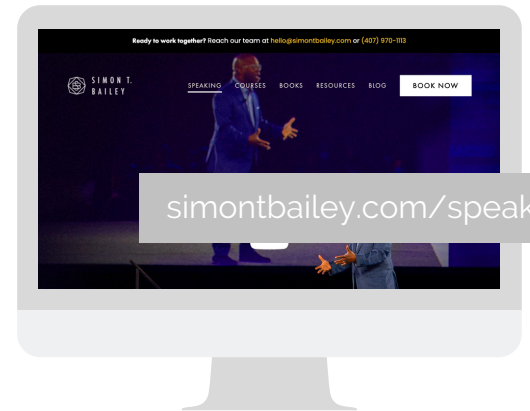 Ready to work together? Reach our team at hello@simontbailey.com or (407) 970-1113
SIMON T.
BAILEY
SPEAKING COURSES BOOKS RESOURCES BLOG BOOK NOW
simontbailey.com/speak